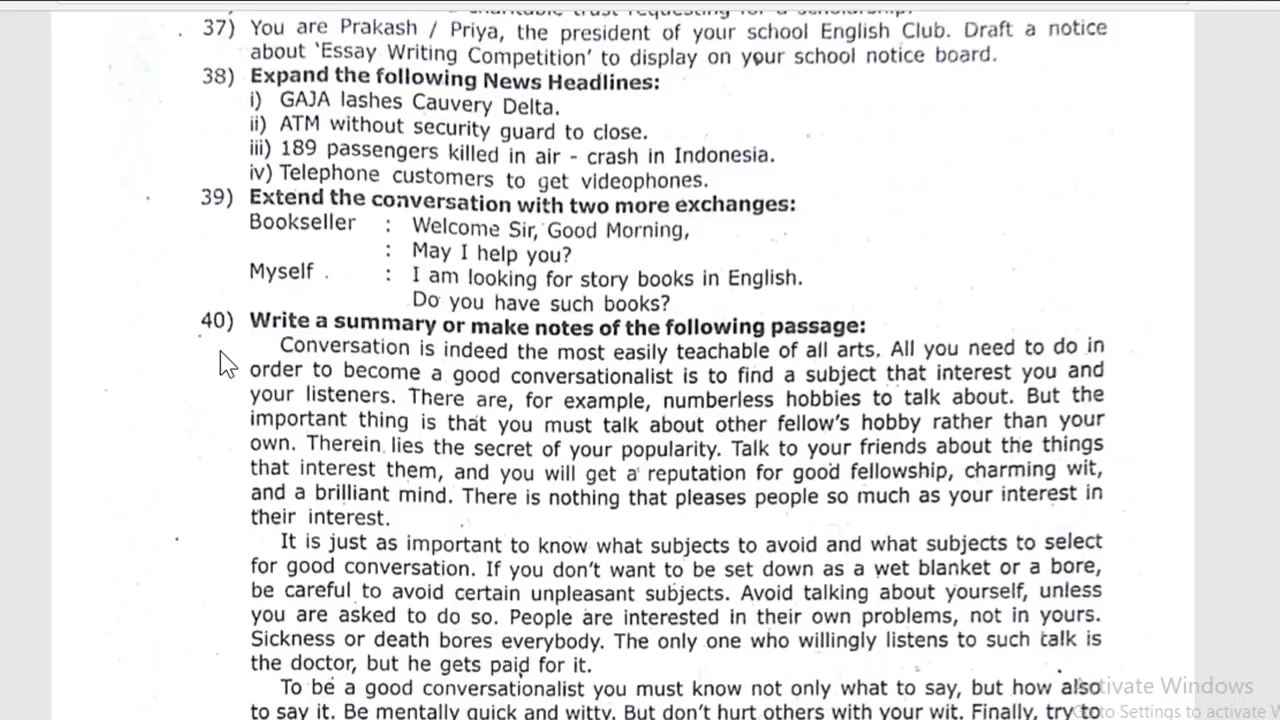 charitable trust requesting for a scholarship.
37) You are Prakash / Priya, the president of your school English Club. Draft a notice
about 'Essay Writing Competition' to display on your school notice board.
38) Expand the following News Headlines:
i) GAJA lashes Cauvery Delta.
ii) ATM without security guard to close.
iii) 189 passengers killed in air - crash in Indonesia.
iv) Telephone customers to get videophones.
39) Extend the conversation with two more exchanges:
Bookseller : Welcome Sir, Good Morning,
: May I help you?
Myself : I am looking for story books in English.
Do you have such books?
40) Write a summary or make notes of the following passage:
Conversation is indeed the most easily teachable of all arts. All you need to do in
order to become a good conversationalist is to find a subject that interest you and
your listeners. There are, for example, numberless hobbies to talk about. But the
important thing is that you must talk about other fellow's hobby rather than your
own. Therein lies the secret of your popularity. Talk to your friends about the things
that interest them, and you will get a reputation for good fellowship, charming wit,
and a brilliant mind. There is nothing that pleases people so much as your interest in
their interest.
It is just as important to know what subjects to avoid and what subjects to select
for good conversation. If you don't want to be set down as a wet blanket or a bore,
be careful to avoid certain unpleasant subjects. Avoid talking about yourself, unless
you are asked to do so. People are interested in their own problems, not in yours.
Sickness or death bores everybody. The only one who willingly listens to such talk is
the doctor, but he gets paid for it.
To be a good conversationalist you must know not only what to say, but how also
to say it. Be mentally quick and witty. But don't hurt others with your wit. Finally, try to
Activate Windows
Go to Settings to activate